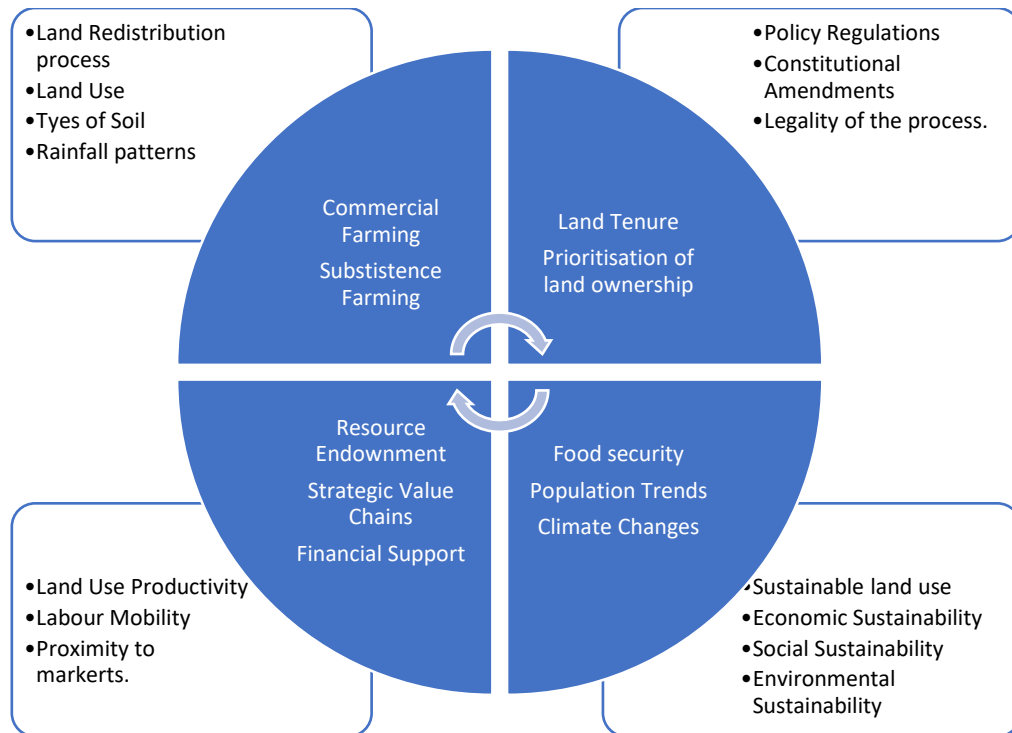 •Land Redistribution
process
•Land Use
•Tyes of Soil
•Rainfall patterns
•Policy Regulations
•Constitutional
Amendments
•Legality of the process.
Commercial
Farming
Substistence
Farming
Land Tenure
Prioritisation of
land ownership
Resource
Endownment
Strategic Value
Chains
Financial Support
Food security
Population Trends
Climate Changes
•Land Use Productivity
•Labour Mobility
•Proximity to
markerts.
•Sustainable land use
•Economic Sustainability
•Social Sustainability
•Environmental
Sustainability